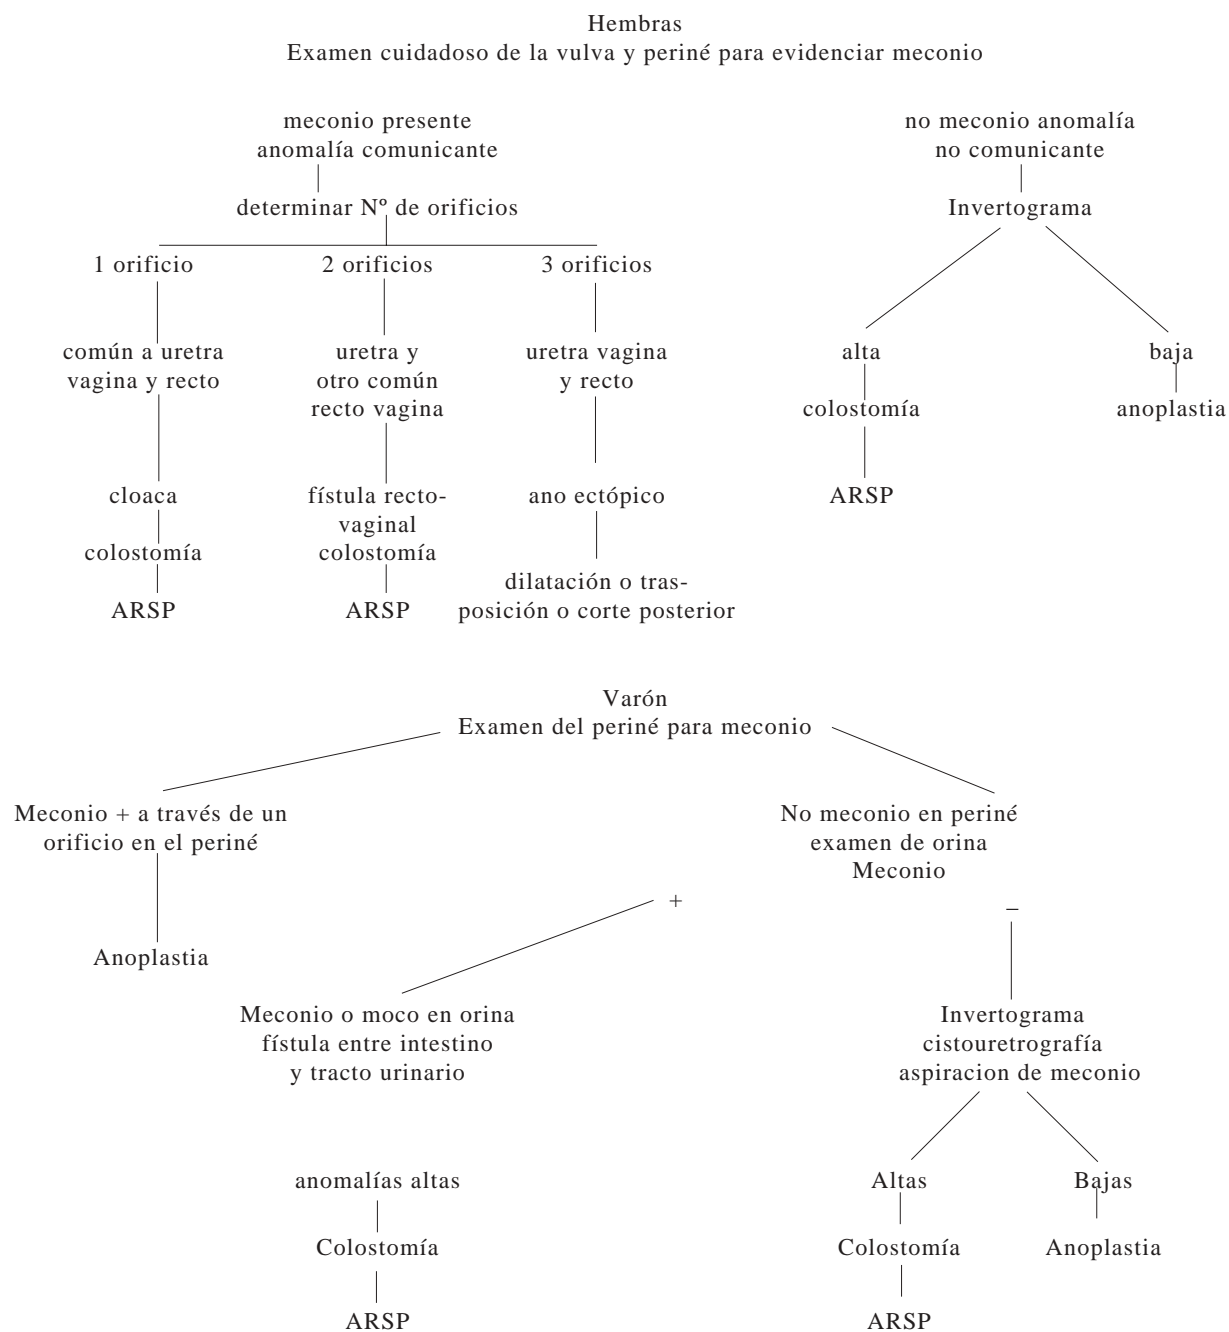 Hembras
Examen cuidadoso de la vulva y periné para evidenciar meconio
meconio presente
anomalía comunicante
no meconio anomalía
no comunicante
determinar Nº de orificios
Invertograma
1 orificio
2 orificios
3 orificios
común a uretra
vagina y recto
uretra y
otro común
recto vagina
uretra vagina
y recto
alta
baja
colostomía
anoplastia
cloaca
fístula recto-
vaginal
colostomía
ano ectópico
ARSP
colostomía
dilatación o tras-
posición o corte posterior
ARSP
ARSP
Varón
Examen del periné para meconio
Meconio + a través de un
orificio en el periné
No meconio en periné
examen de orina
Meconio
+
–
Anoplastia
Meconio o moco en orina
fístula entre intestino
y tracto urinario
Invertograma
cistouretrografía
aspiracion de meconio
anomalías altas
Altas
Bajas
Colostomía
Colostomía
Anoplastia
ARSP
ARSP